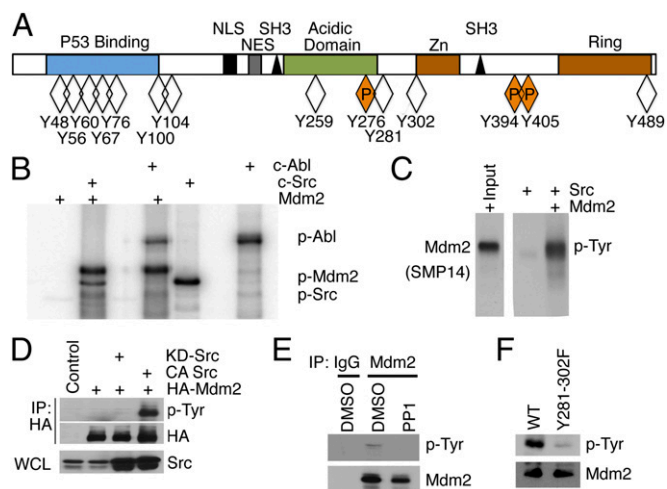 A
P53 Binding
NLS
NES
SH3
Acidic
Domain
Zn
SH3
Ring
P
P
P
Y48
Y56
Y60
Y67
Y76
Y100
Y104
Y259
Y276
Y281
Y302
Y394
Y405
Y489
B
+ + c-Abl
+ + c-Src
+ + + Mdm2
p-Abl
p-Mdm2
p-Src
C
Input
+ + Src
+ + Mdm2
Mdm2
(SMP14)
p-Tyr
D
Control
+ KD-Src
+ CA Src
+ + + HA-Mdm2
IP:
HA
p-Tyr
HA
WCL
Src
E
IP: IgG Mdm2
DMSO
DMSO
PP1
p-Tyr
Mdm2
F
WT
Y281-302F
p-Tyr
Mdm2